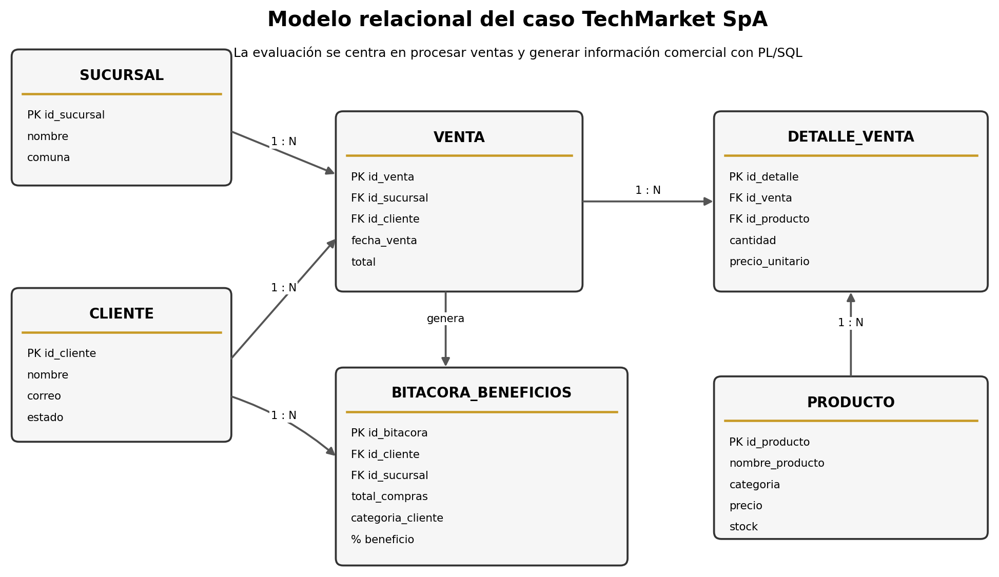 Modelo relacional del caso TechMarket SpA
La evaluación se centra en procesar ventas y generar información comercial con PL/SQL
SUCURSAL
PK id_sucursal
nombre
comuna
1 : N
VENTA
PK id_venta
FK id_sucursal
FK id_cliente
fecha_venta
total
1 : N
DETALLE_VENTA
PK id_detalle
FK id_venta
FK id_producto
cantidad
precio_unitario
CLIENTE
PK id_cliente
nombre
correo
estado
1 : N
1 : N
genera
BITACORA_BENEFICIOS
PK id_bitacora
FK id_cliente
FK id_sucursal
total_compras
categoria_cliente
% beneficio
1 : N
PRODUCTO
PK id_producto
nombre_producto
categoria
precio
stock